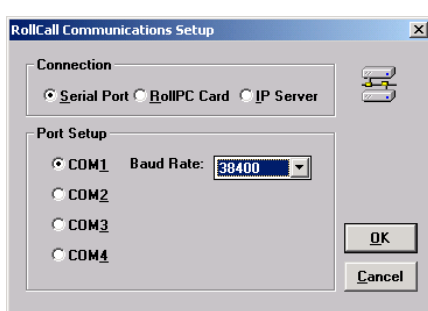 RollCall Communications Setup
Connection
Serial Port RollPC Card IP Server
Port Setup
COM1 Baud Rate: 38400
COM2
COM3
COM4
OK
Cancel